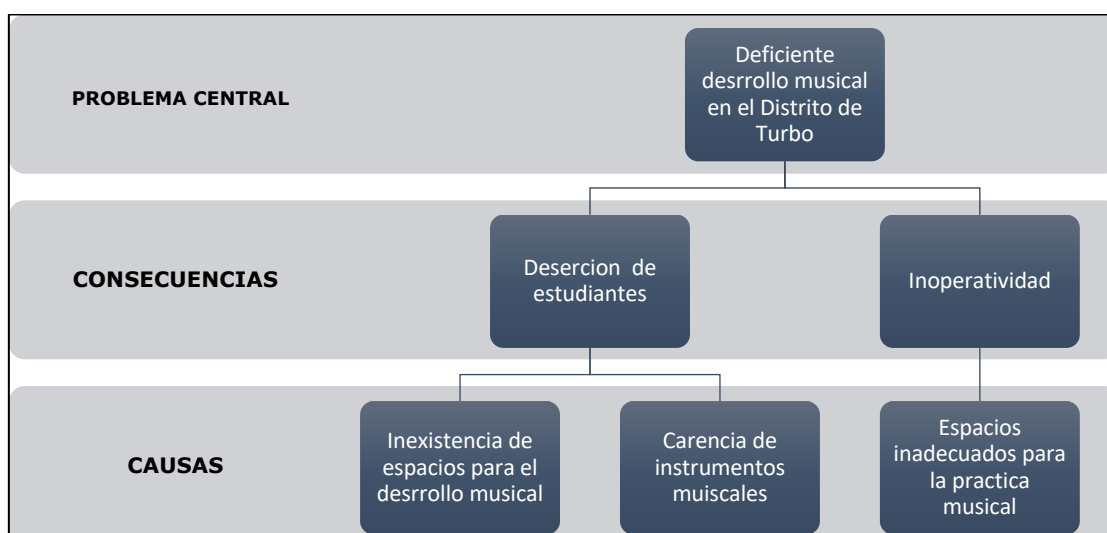 PROBLEMA CENTRAL
Deficiente
desrrollo musical
en el Distrito de
Turbo
CONSECUENCIAS
Desercion de
estudiantes
Inoperatividad
CAUSAS
Inexistencia de
espacios para el
desrrollo musical
Carencia de
instrumentos
muiscales
Espacios
inadecuados para
la practica
musical